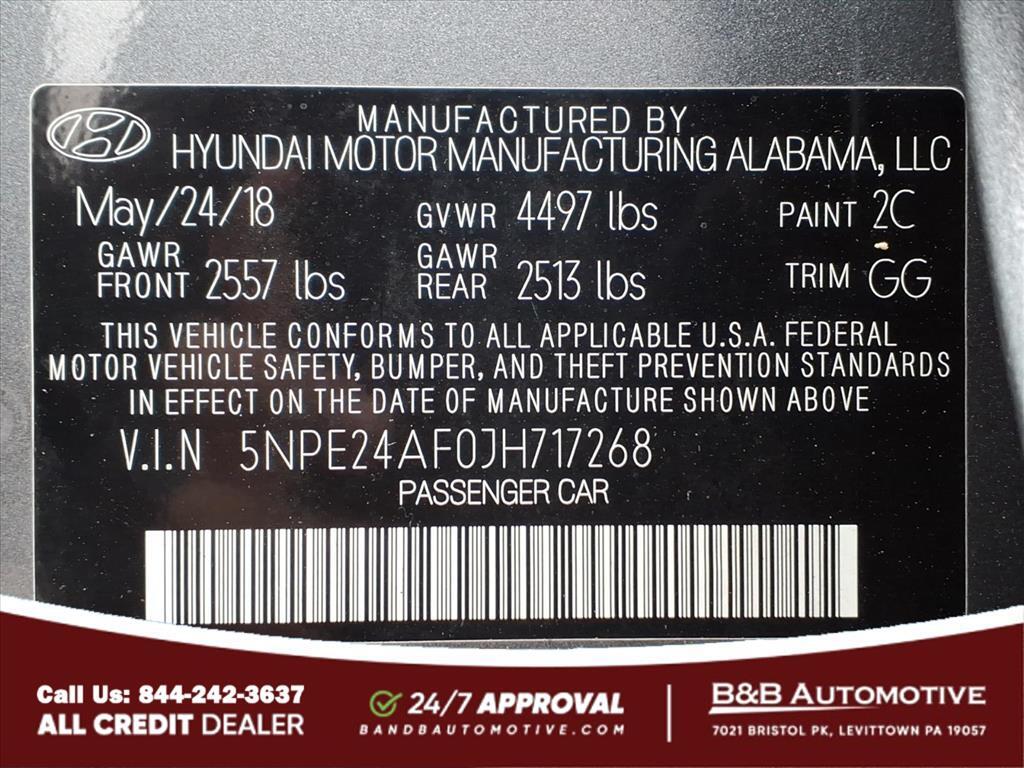 MANUFACTURED BY
HYUNDAI MOTOR MANUFACTURING ALABAMA, LLC
May/24/18 GVWR 4497 lbs PAINT 2C
GAWR FRONT 2557 lbs GAWR REAR 2513 lbs TRIM GG
THIS VEHICLE CONFORMS TO ALL APPLICABLE U.S.A. FEDERAL
MOTOR VEHICLE SAFETY, BUMPER, AND THEFT PREVENTION STANDARDS
IN EFFECT ON THE DATE OF MANUFACTURE SHOWN ABOVE
V.I.N 5NPE24AF0JH717268
PASSENGER CAR
Call Us: 844-242-3637
ALL CREDIT DEALER
24/7 APPROVAL
BANDBAUTOMOTIVE.COM
B&B AUTOMOTIVE
7021 BRISTOL PK, LEVITTOWN PA 19057